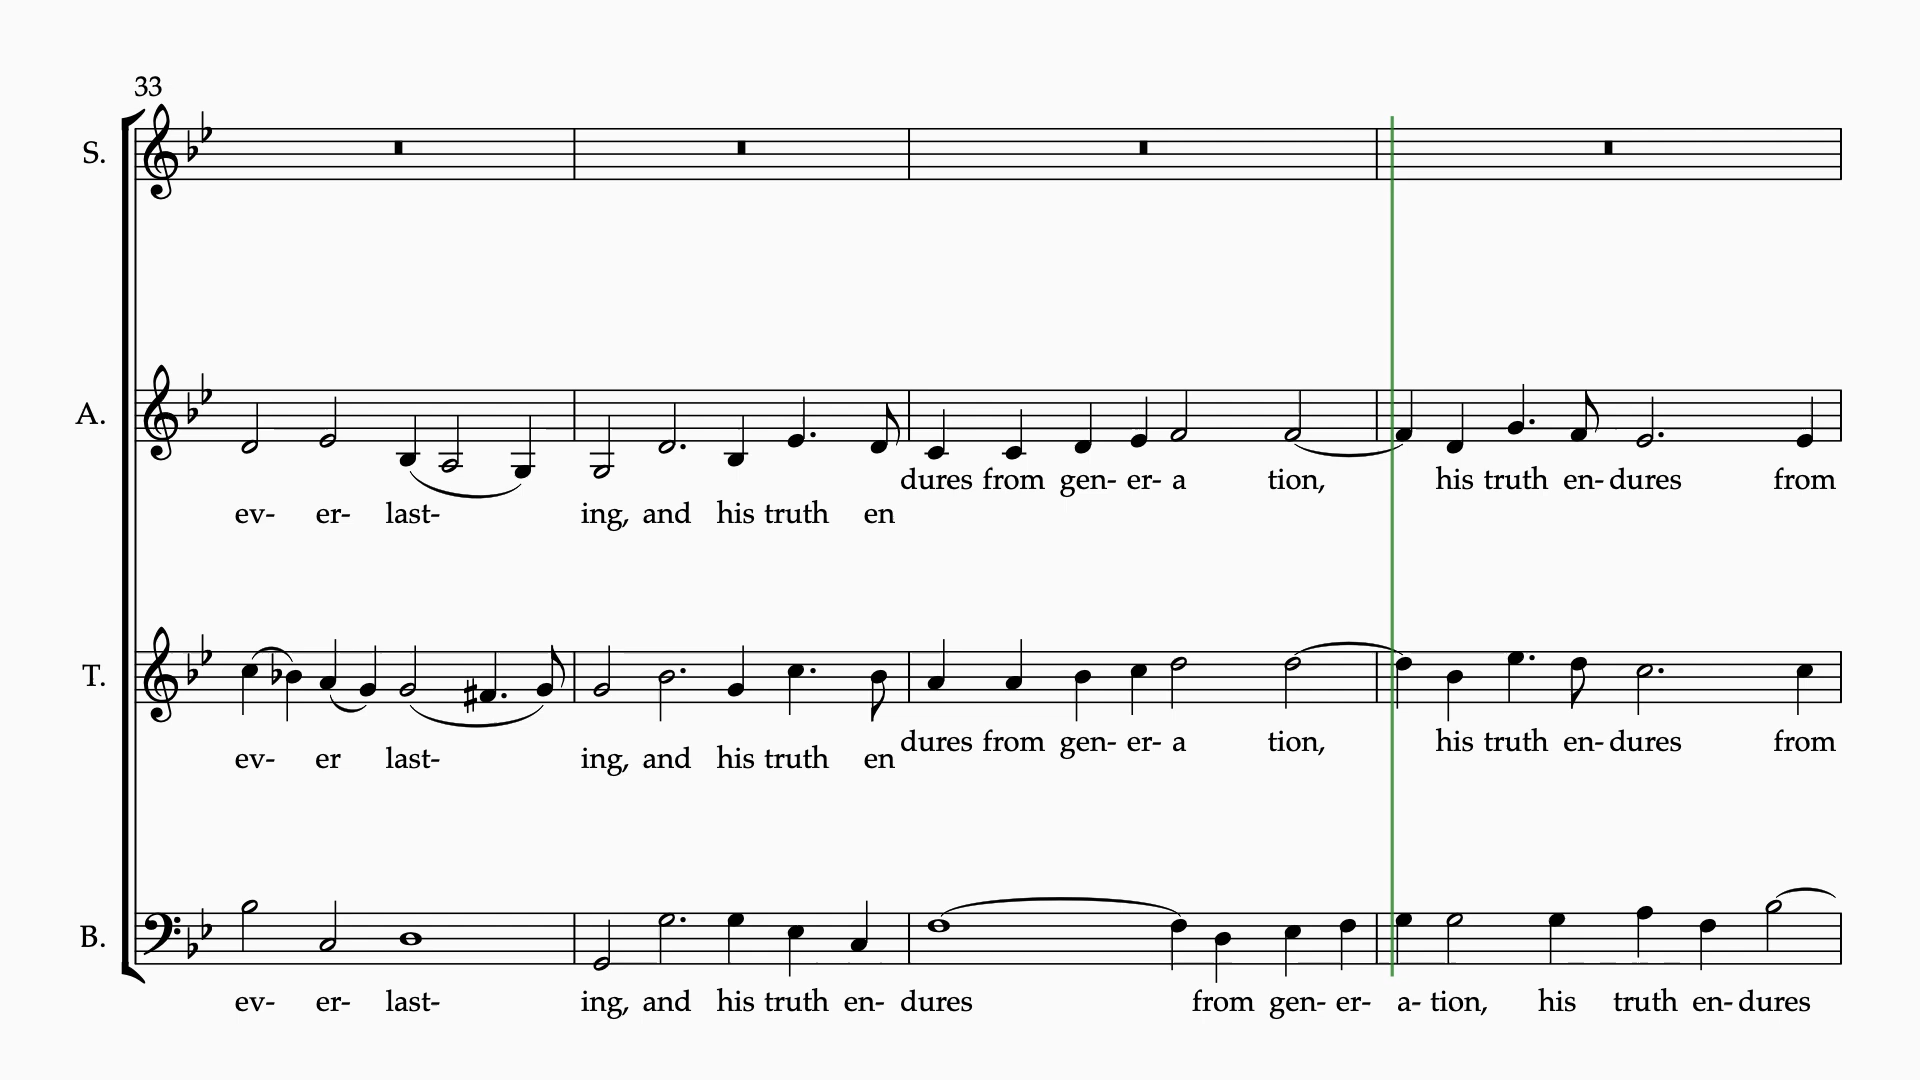 33
S.
A.
dures from gen- er- a tion, his truth en- dures from
ev- er- last- ing, and his truth en
T.
dures from gen- er- a tion, his truth en- dures from
ev- er last- ing, and his truth en
B.
ev- er- last- ing, and his truth en- dures from gen- er- a- tion, his truth en- dures